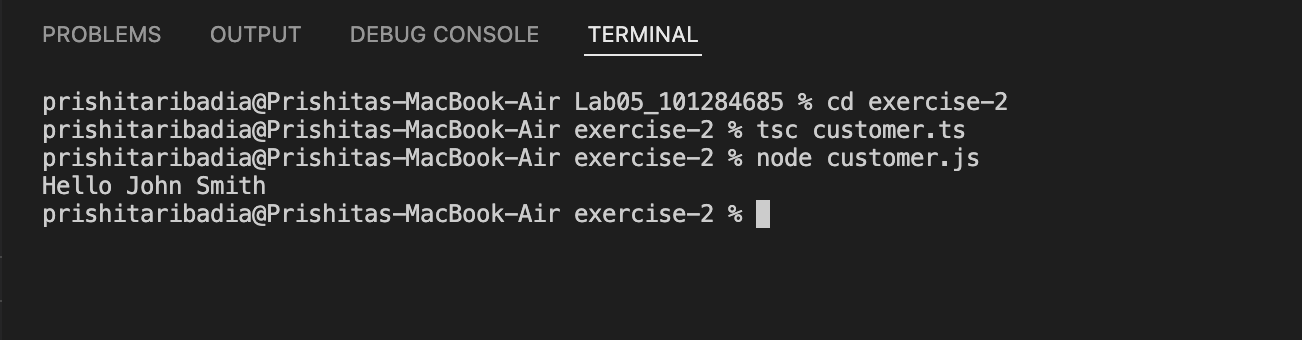 PROBLEMS OUTPUT DEBUG CONSOLE TERMINAL
prishitaribadia@Prishitas-MacBook-Air Lab05_101284685 % cd exercise-2
prishitaribadia@Prishitas-MacBook-Air exercise-2 % tsc customer.ts
prishitaribadia@Prishitas-MacBook-Air exercise-2 % node customer.js
Hello John Smith
prishitaribadia@Prishitas-MacBook-Air exercise-2 %